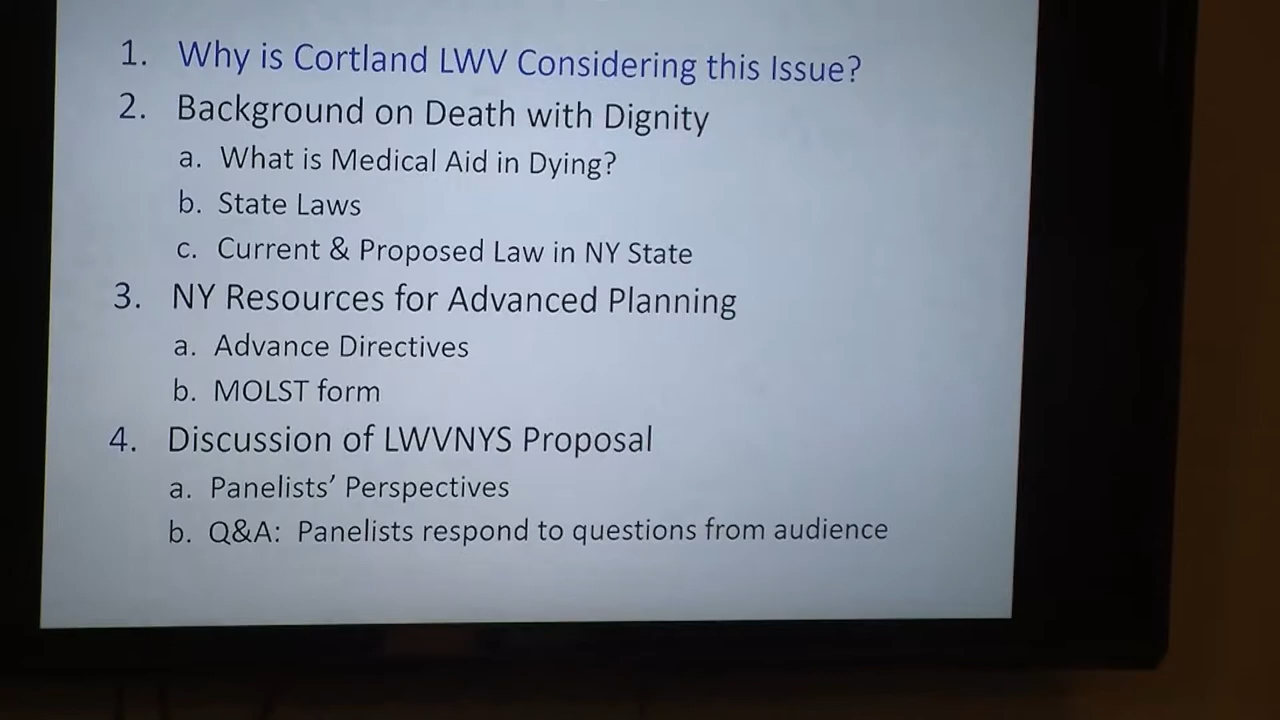 1. Why is Cortland LWV Considering this Issue?
2. Background on Death with Dignity
a. What is Medical Aid in Dying?
b. State Laws
c. Current & Proposed Law in NY State
3. NY Resources for Advanced Planning
a. Advance Directives
b. MOLST form
4. Discussion of LWVNYS Proposal
a. Panelists’ Perspectives
b. Q&A: Panelists respond to questions from audience